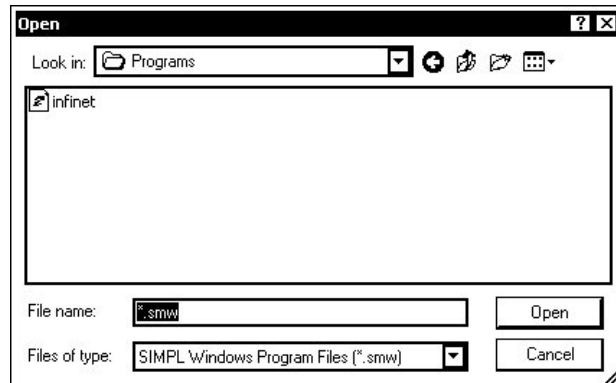 Open
Look in: Programs
infinet
File name: *.smw Open
Files of type: SIMPL Windows Program Files (*.smw) Cancel